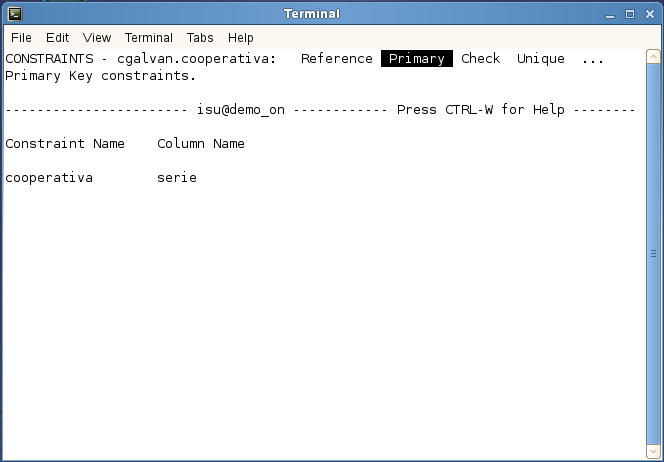 Terminal
File Edit View Terminal Tabs Help
CONSTRAINTS - cgalvan.cooperativa: Reference Primary Check Unique ...
Primary Key constraints.
----------------------- isu@demo_on ------------ Press CTRL-W for Help --------
Constraint Name Column Name
cooperativa serie